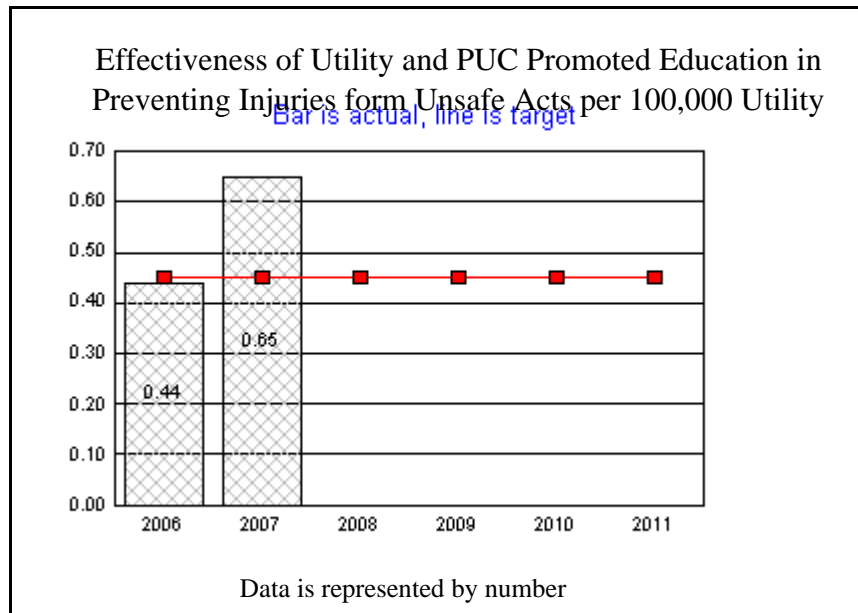 Effectiveness of Utility and PUC Promoted Education in
Preventing Injuries form Unsafe Acts per 100,000 Utility
Bar is actual, line is target
0.70
0.60
0.50
0.40
0.30
0.20
0.10
0.00
0.44
0.65
2006 2007 2008 2009 2010 2011
Data is represented by number